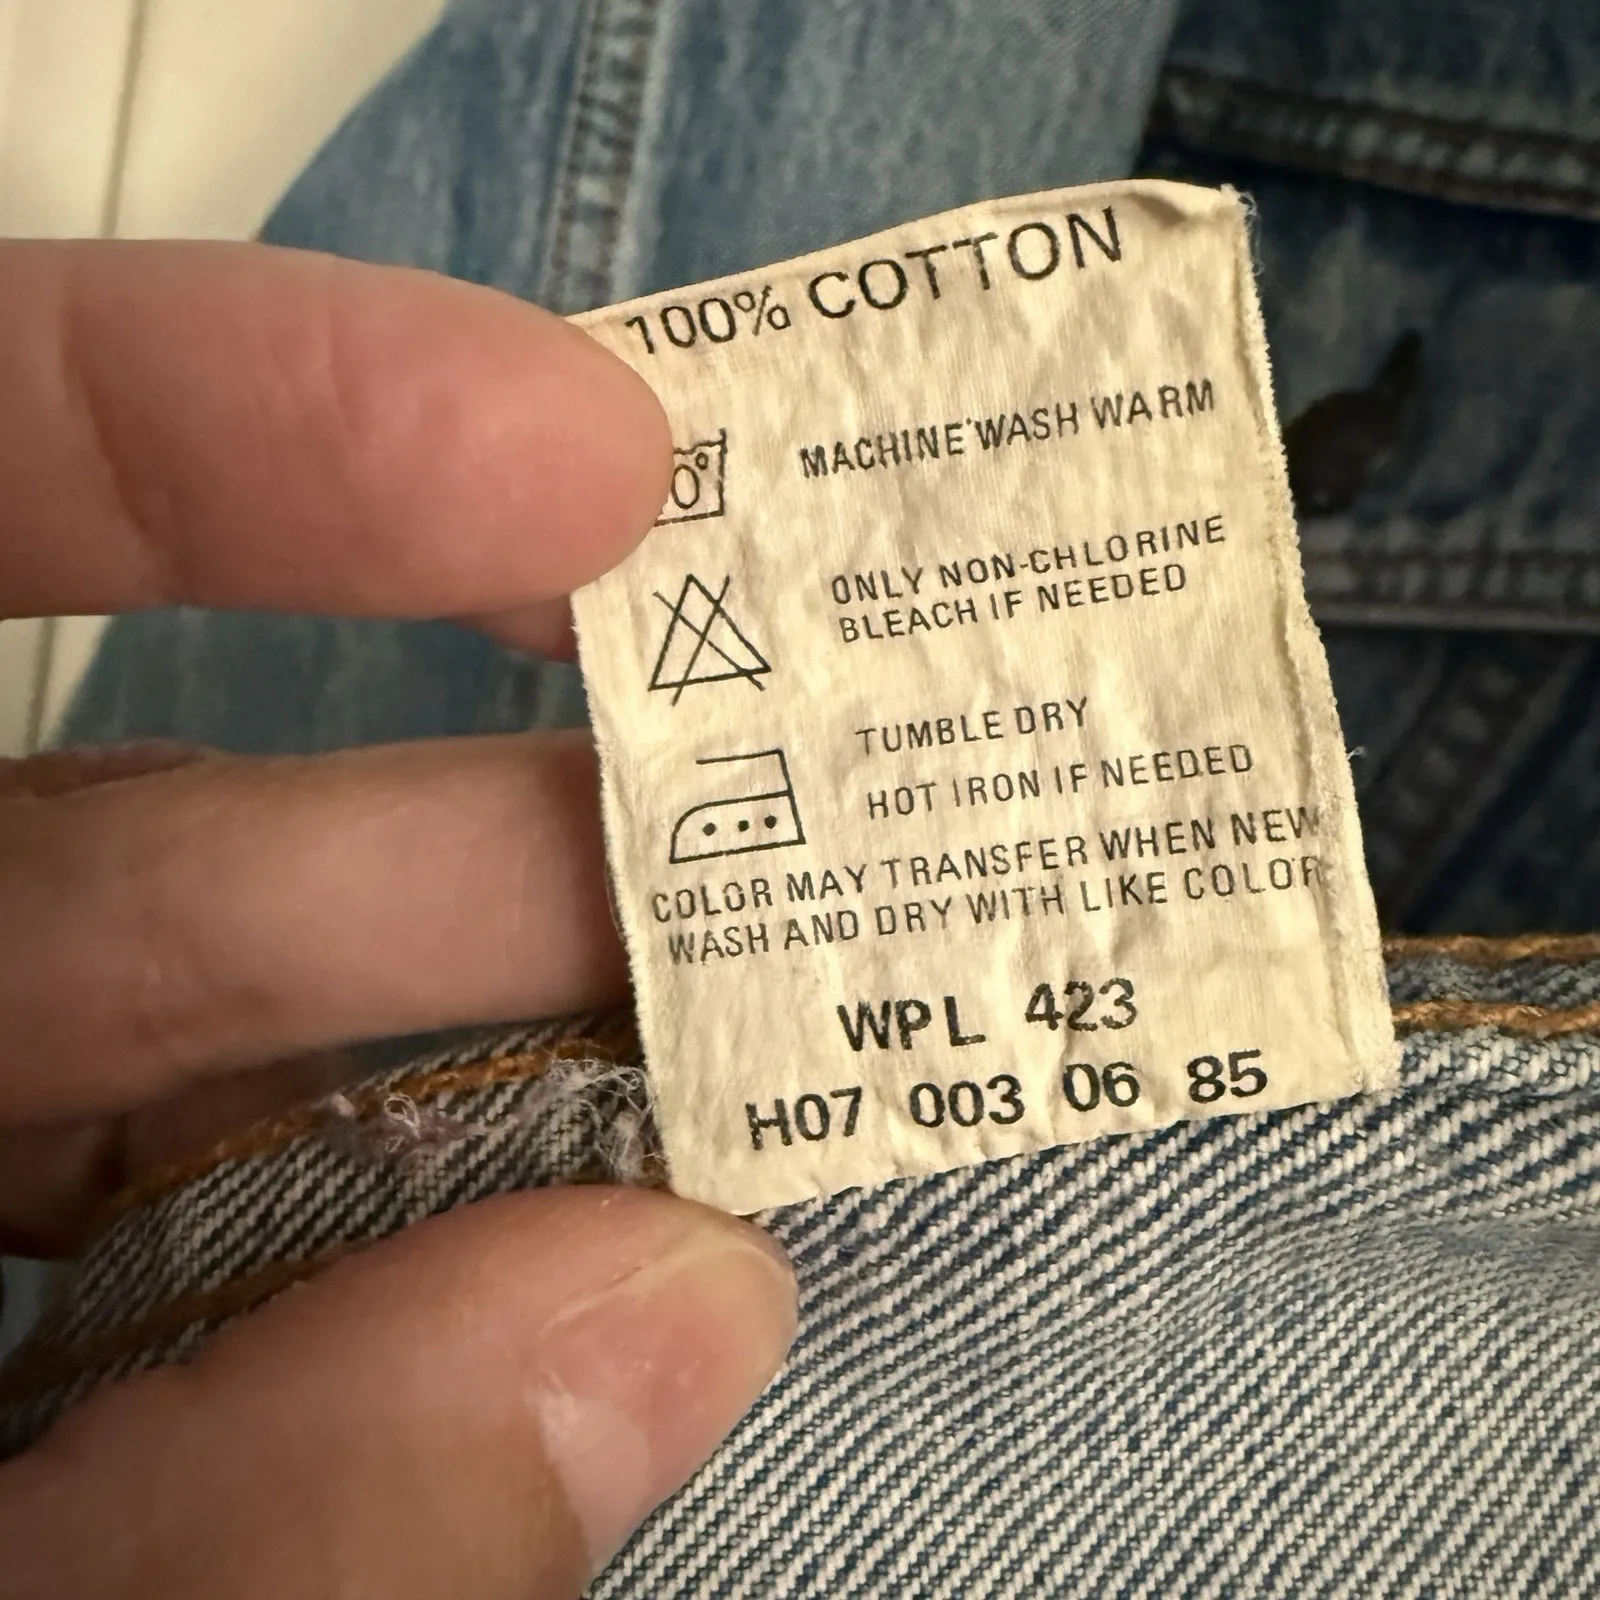 100% COTTON
0°
MACHINE WASH WARM
ONLY NON-CHLORINE
BLEACH IF NEEDED
TUMBLE DRY
HOT IRON IF NEEDED
COLOR MAY TRANSFER WHEN NEW
WASH AND DRY WITH LIKE COLOR
WPL 423
H07 003 06 85